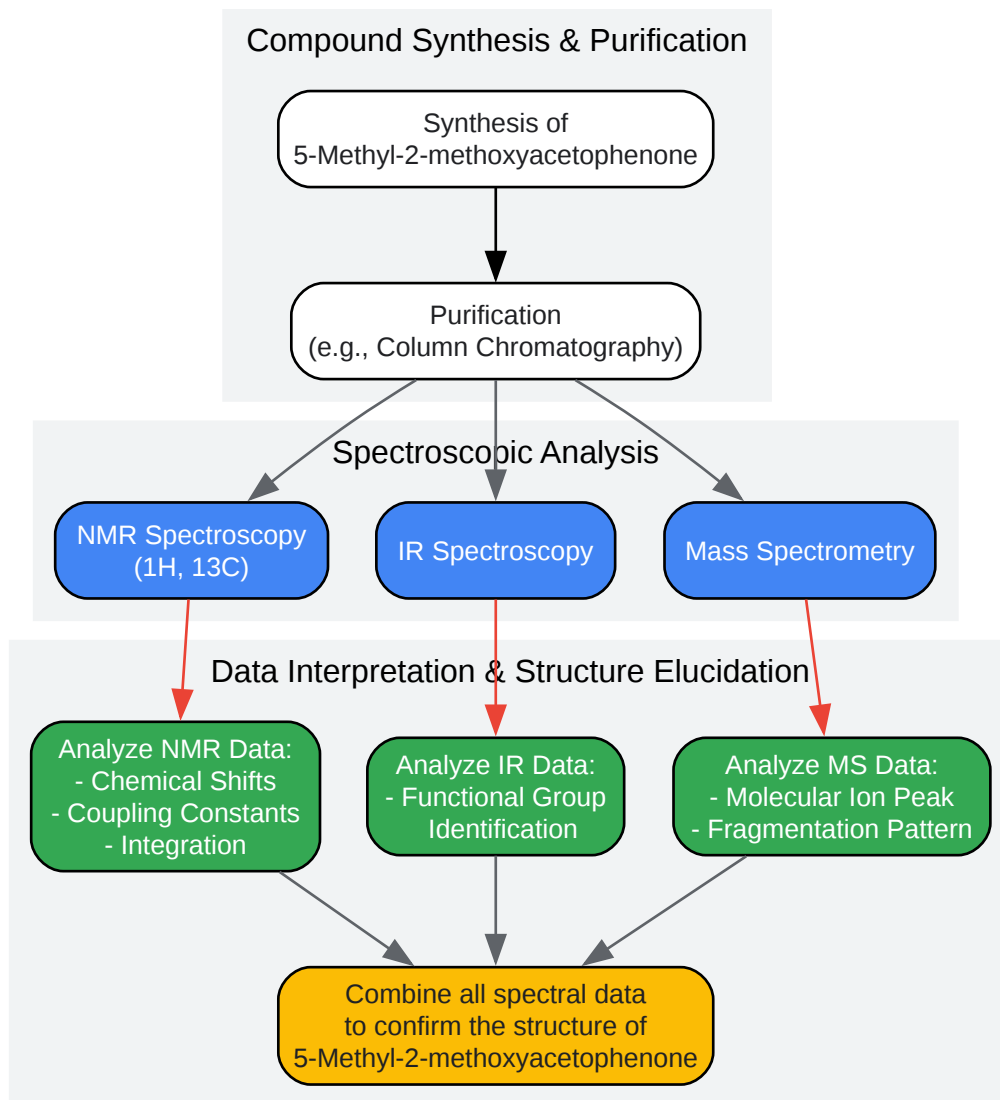 Compound Synthesis & Purification
Synthesis of
5-Methyl-2-methoxyacetophenone
Purification
(e.g., Column Chromatography)
Spectroscopic Analysis
NMR Spectroscopy
(1H, 13C)
IR Spectroscopy
Mass Spectrometry
Data Interpretation & Structure Elucidation
Analyze NMR Data:
- Chemical Shifts
- Coupling Constants
- Integration
Analyze IR Data:
- Functional Group
Identification
Analyze MS Data:
- Molecular Ion Peak
- Fragmentation Pattern
Combine all spectral data
to confirm the structure of
5-Methyl-2-methoxyacetophenone